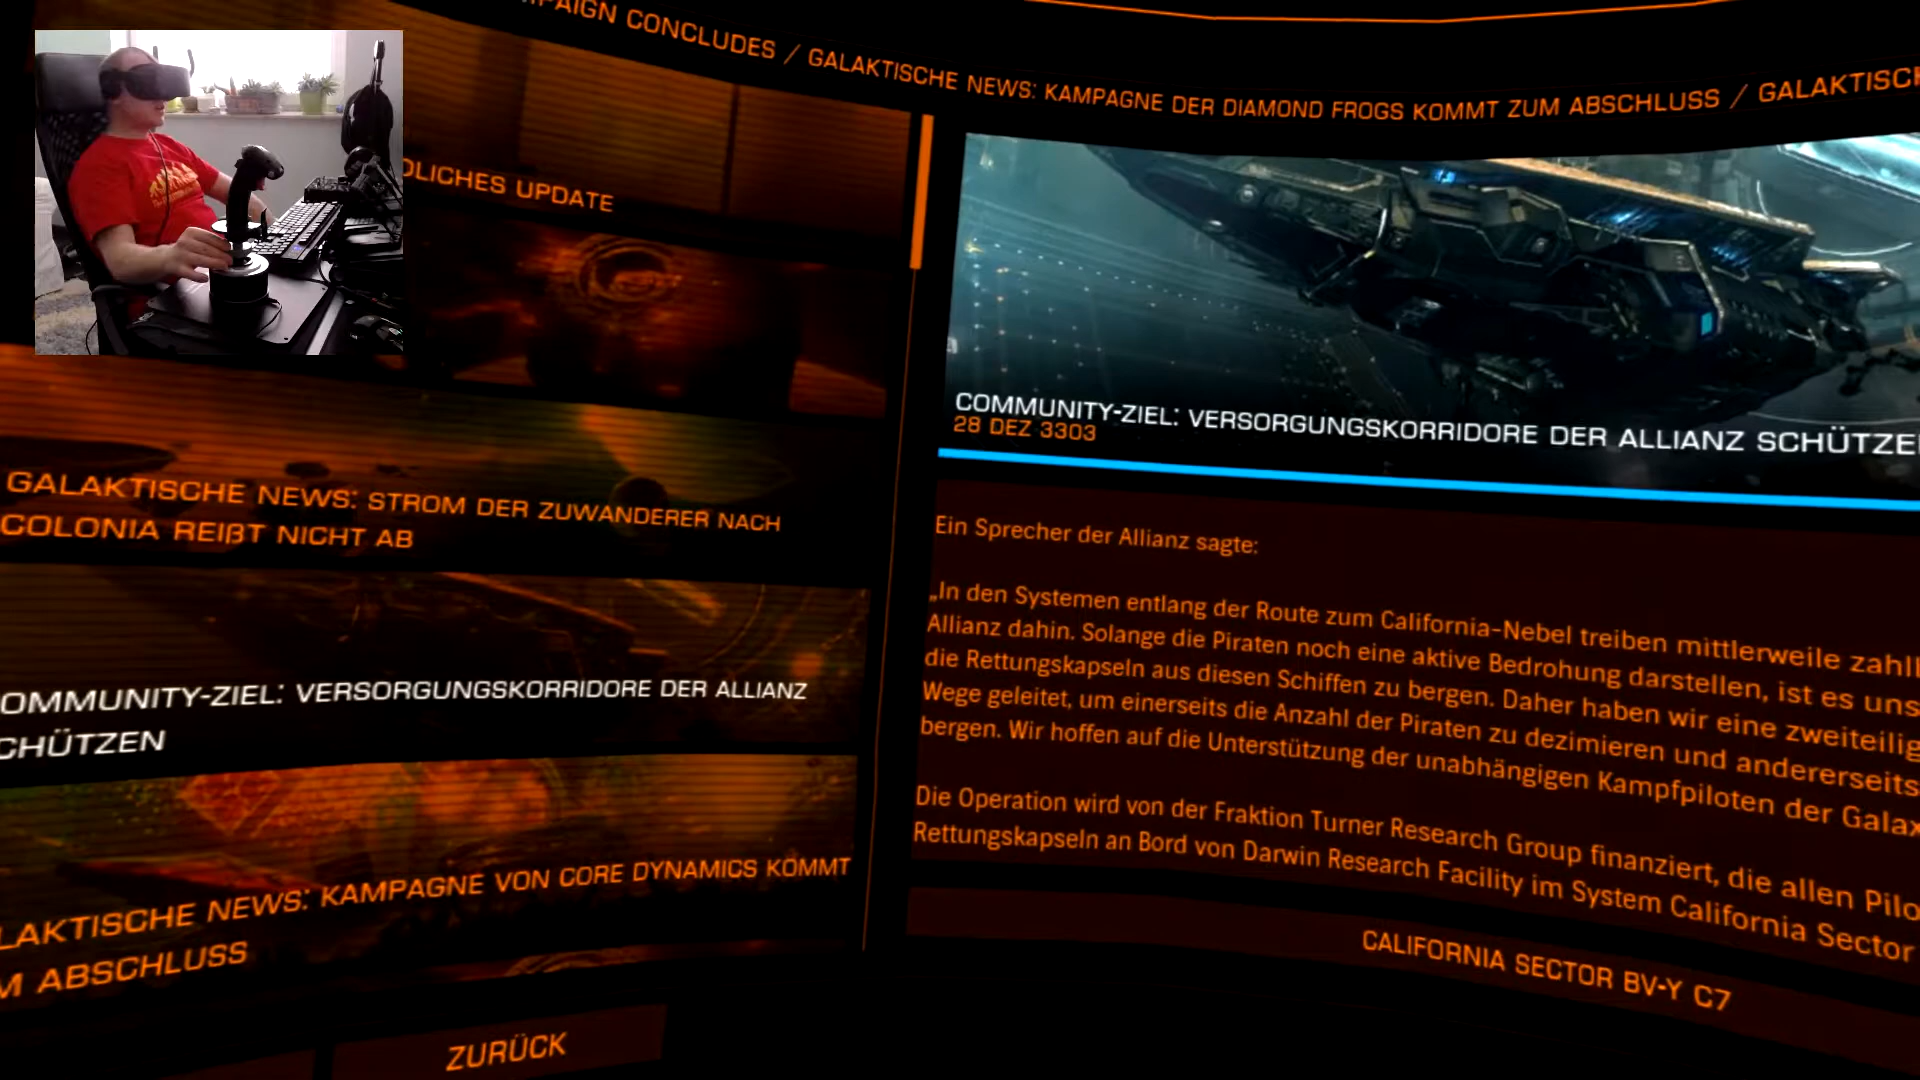 CONCLUDES / GALAKTISCHE NEWS: KAMPAGNE DER DIAMOND FROGS KOMMT ZUM ABSCHLUSS /
UPDATE
GALAKTISCHE NEWS: STROM DER ZUWANDERER NACH
COLONIA REIßT NICHT AB
OMMUNITY-ZIEL: VERSORGUNGSKORRIDORE DER ALLIANZ
CHÜTZEN
LAKTISCHE NEWS: KAMPAGNE VON CORE DYNAMICS KOMMT
M ABSCHLUSS
ZURÜCK
COMMUNITY-ZIEL: VERSORGUNGSKORRIDORE DER ALLIANZ SCHÜTZE
28 DEZ 3303
Ein Sprecher der Allianz sagte:
„In den Systemen entlang der Route zum California-Nebel treiben mittlerweile zahll
Allianz dahin. Solange die Piraten noch eine aktive Bedrohung darstellen, ist es uns
die Rettungskapseln aus diesen Schiffen zu bergen. Daher haben wir eine zweiteilig
Wege geleitet, um einerseits die Anzahl der Piraten zu dezimieren und andererseits
bergen. Wir hoffen auf die Unterstützung der unabhängigen Kampfpiloten der Galax
Die Operation wird von der Fraktion Turner Research Group finanziert, die allen Pilo
Rettungskapseln an Bord von Darwin Research Facility im System California Sector
CALIFORNIA SECTOR BV-Y C7